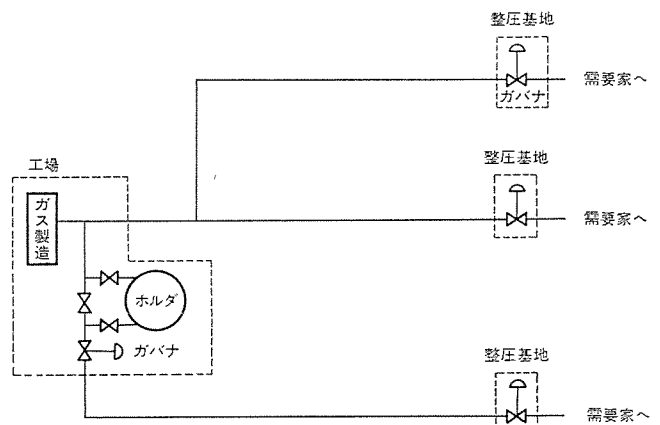 整圧基地
ガバナ
需要家へ
整圧基地
需要家へ
工場
ガス製造
ホルダ
ガバナ
整圧基地
需要家へ